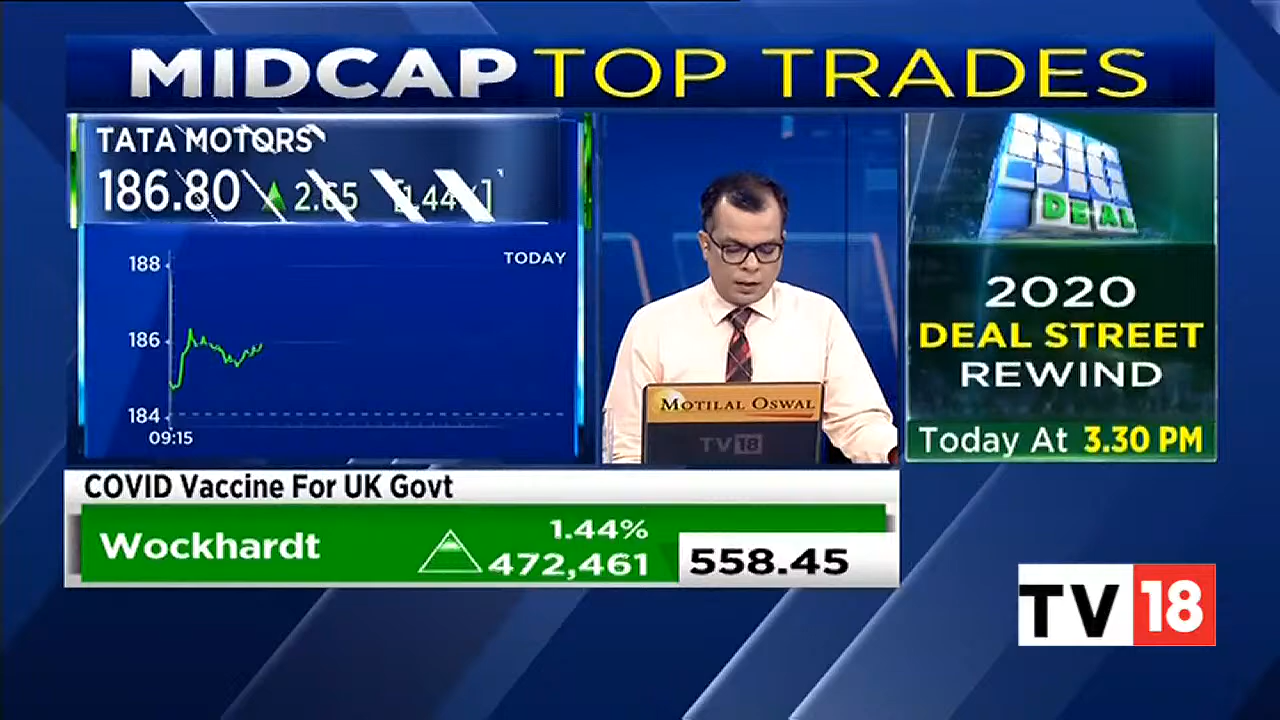 MIDCAP TOP TRADES
TATA MOTORS
186.80 ▲ 2.65 [1.44%]
TODAY
188
186
184
09:15
MOTILAL OSWAL
TV18
BIG
DEAL
2020
DEAL STREET
REWIND
Today At 3.30 PM
COVID Vaccine For UK Govt
Wockhardt
1.44%
472,461
558.45
TV18